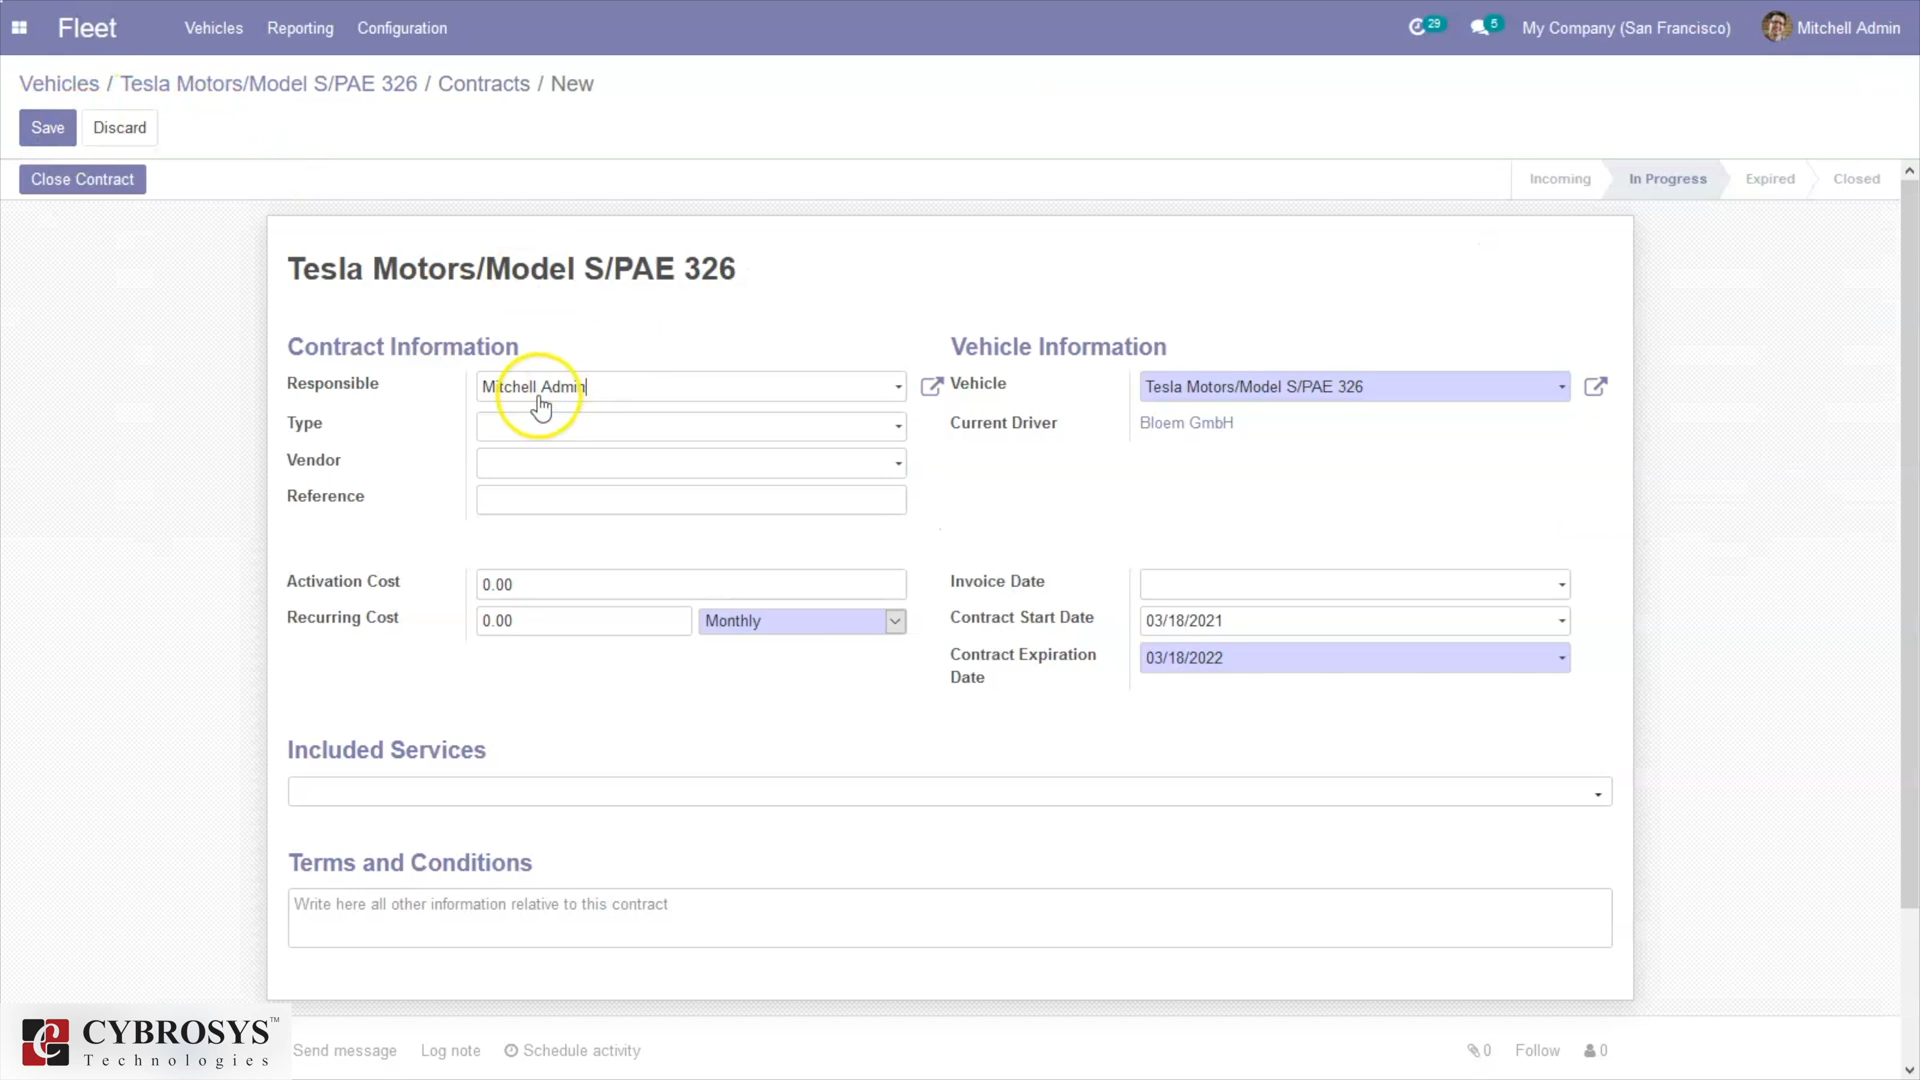 Fleet
Vehicles
Reporting
Configuration
29
5
My Company (San Francisco)
Mitchell Admin
Vehicles / Tesla Motors/Model S/PAE 326 / Contracts / New
Save
Discard
Close Contract
Incoming
In Progress
Expired
Closed
Tesla Motors/Model S/PAE 326
Contract Information
Responsible
Mitchell Admin
Type
Vendor
Reference
Vehicle Information
Vehicle
Tesla Motors/Model S/PAE 326
Current Driver
Bloem GmbH
Activation Cost
0.00
Recurring Cost
0.00
Monthly
Invoice Date
Contract Start Date
03/18/2021
Contract Expiration
Date
03/18/2022
Included Services
Terms and Conditions
Write here all other information relative to this contract
CYBROSYS™
Technologies
Send message
Log note
Schedule activity
0
Follow
0